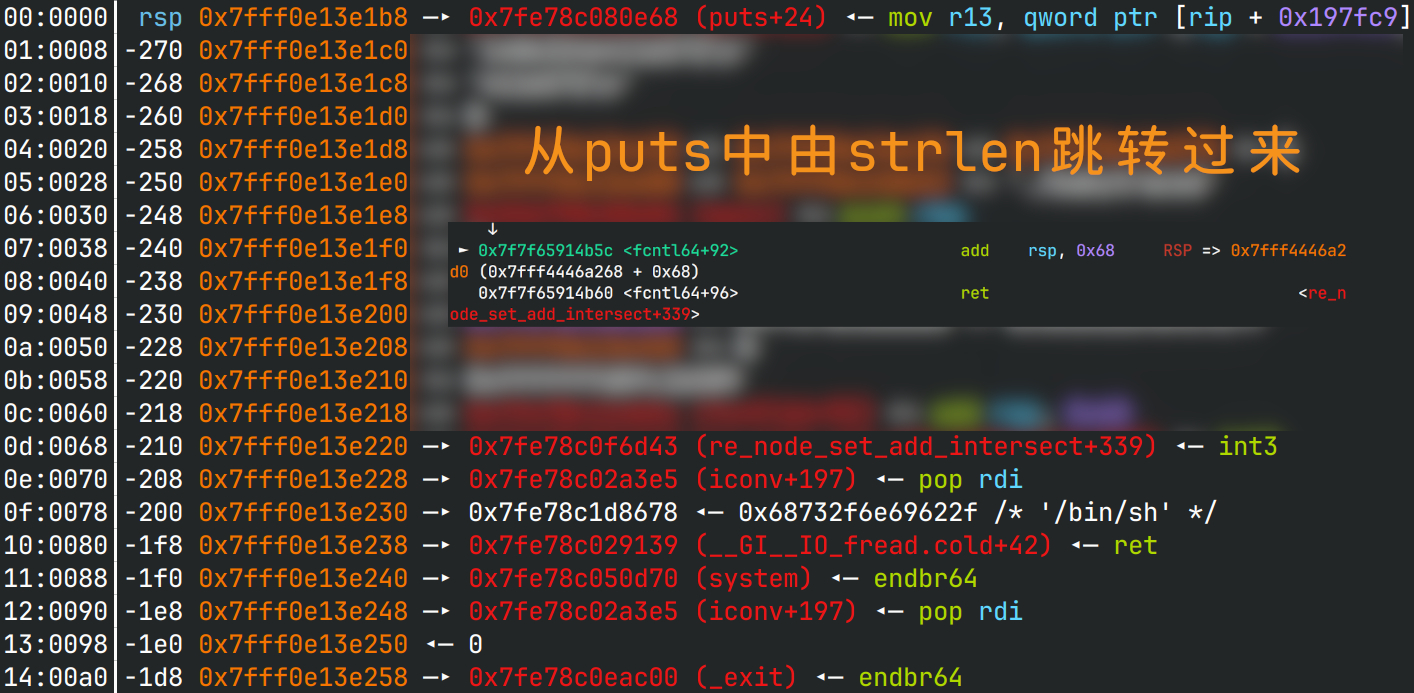 00:0000│ rsp 0x7fff0e13e1b8 —▸ 0x7fe78c080e68 (puts+24) ◂— mov r13, qword ptr [rip + 0x197fc9]
01:0008│-270 0x7fff0e13e1c0
02:0010│-268 0x7fff0e13e1c8
03:0018│-260 0x7fff0e13e1d0
从puts中由strlen跳转过来
04:0020│-258 0x7fff0e13e1d8
05:0028│-250 0x7fff0e13e1e0
06:0030│-248 0x7fff0e13e1e8
↓
07:0038│-240 0x7fff0e13e1f0
► 0x7f7f65914b5c <fcntl64+92> add rsp, 0x68 RSP => 0x7fff4446a2
d0 (0x7fff4446a268 + 0x68)
08:0040│-238 0x7fff0e13e1f8
0x7f7f65914b60 <fcntl64+96> ret <re_n
ode_set_add_intersect+339>
09:0048│-230 0x7fff0e13e200
0a:0050│-228 0x7fff0e13e208
0b:0058│-220 0x7fff0e13e210
0c:0060│-218 0x7fff0e13e218
0d:0068│-210 0x7fff0e13e220 —▸ 0x7fe78c0f6d43 (re_node_set_add_intersect+339) ◂— int3
0e:0070│-208 0x7fff0e13e228 —▸ 0x7fe78c02a3e5 (iconv+197) ◂— pop rdi
0f:0078│-200 0x7fff0e13e230 —▸ 0x7fe78c1d8678 ◂— 0x68732f6e69622f /* '/bin/sh' */
10:0080│-1f8 0x7fff0e13e238 —▸ 0x7fe78c029139 (__GI__IO_fread.cold+42) ◂— ret
11:0088│-1f0 0x7fff0e13e240 —▸ 0x7fe78c050d70 (system) ◂— endbr64
12:0090│-1e8 0x7fff0e13e248 —▸ 0x7fe78c02a3e5 (iconv+197) ◂— pop rdi
13:0098│-1e0 0x7fff0e13e250 ◂— 0
14:00a0│-1d8 0x7fff0e13e258 —▸ 0x7fe78c0eac00 (_exit) ◂— endbr64